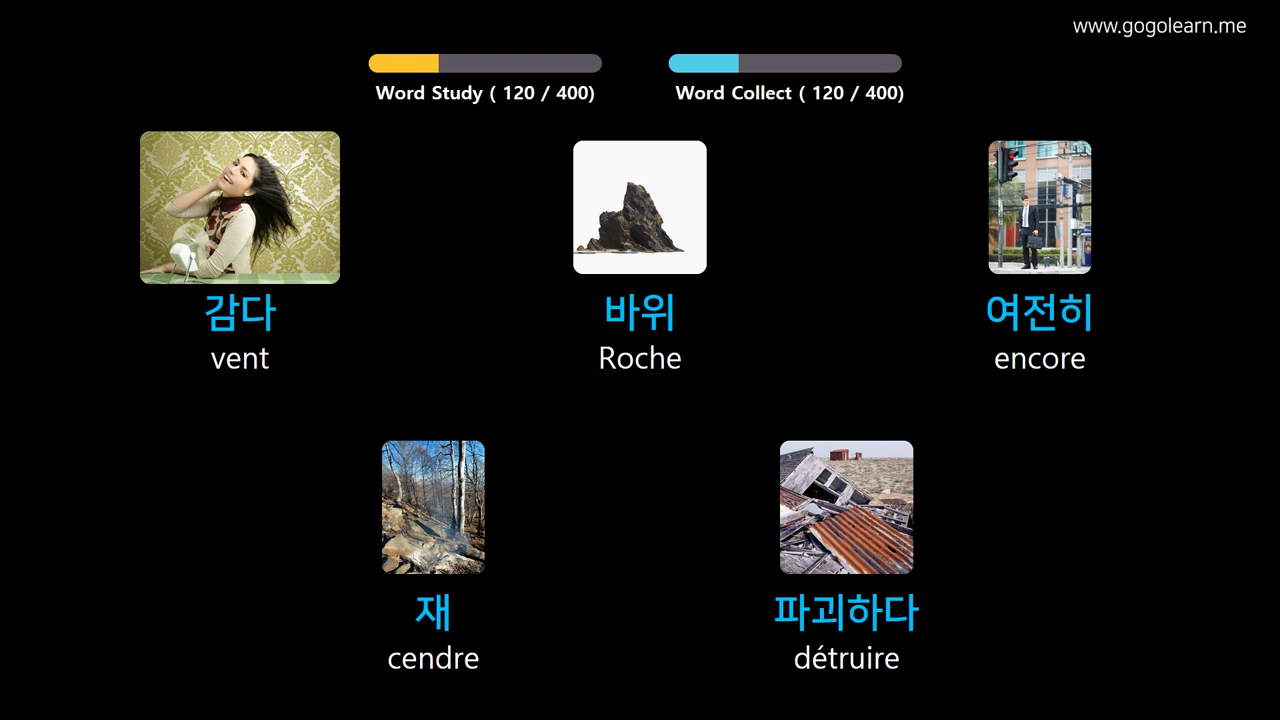 www.gogolearn.me
Word Study ( 120 / 400)
Word Collect ( 120 / 400)
감다
vent
바위
Roche
여전히
encore
재
cendre
파괴하다
détruire